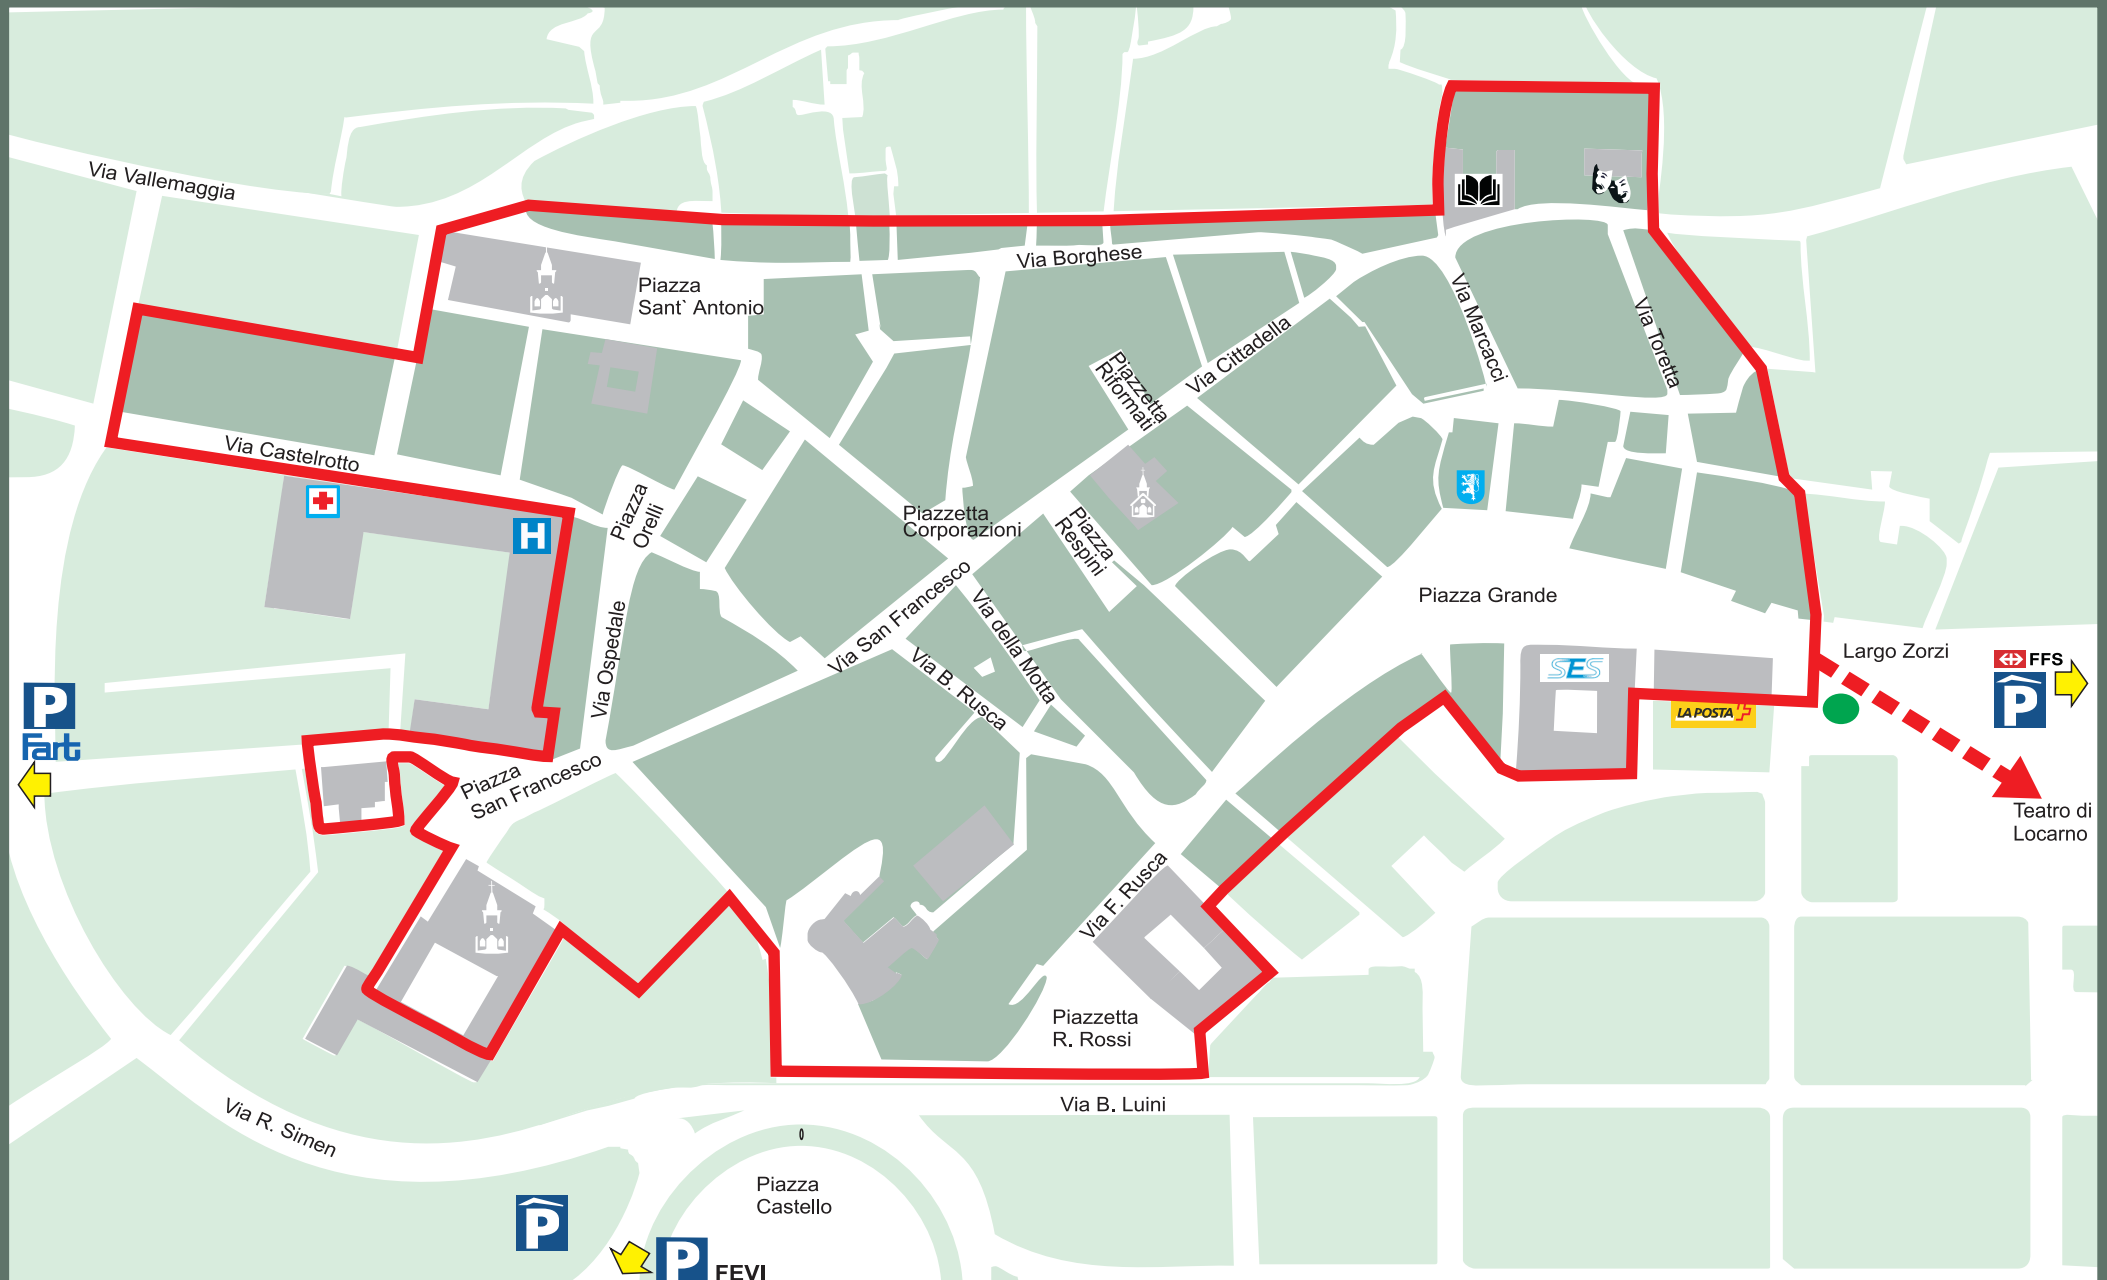 Via Vallemaggia
Via Borghese
Piazza
Sant` Antonio
Via Marcacci
Via Toretta
Via Cittadella
Piazzetta
Riformati
Via Castelrotto
H
Piazza
Orelli
Piazzetta
Corporazioni
Piazza
Respini
Piazza Grande
Via San Francesco
Via della Motta
Via Ospedale
Via B. Rusca
SES
LA POSTA
Largo Zorzi
FFS
P
P
Fart
Piazza
San Francesco
Teatro di
Locarno
Via F. Rusca
Piazzetta
R. Rossi
Via B. Luini
Via R. Simen
Piazza
Castello
P
P
FEVI